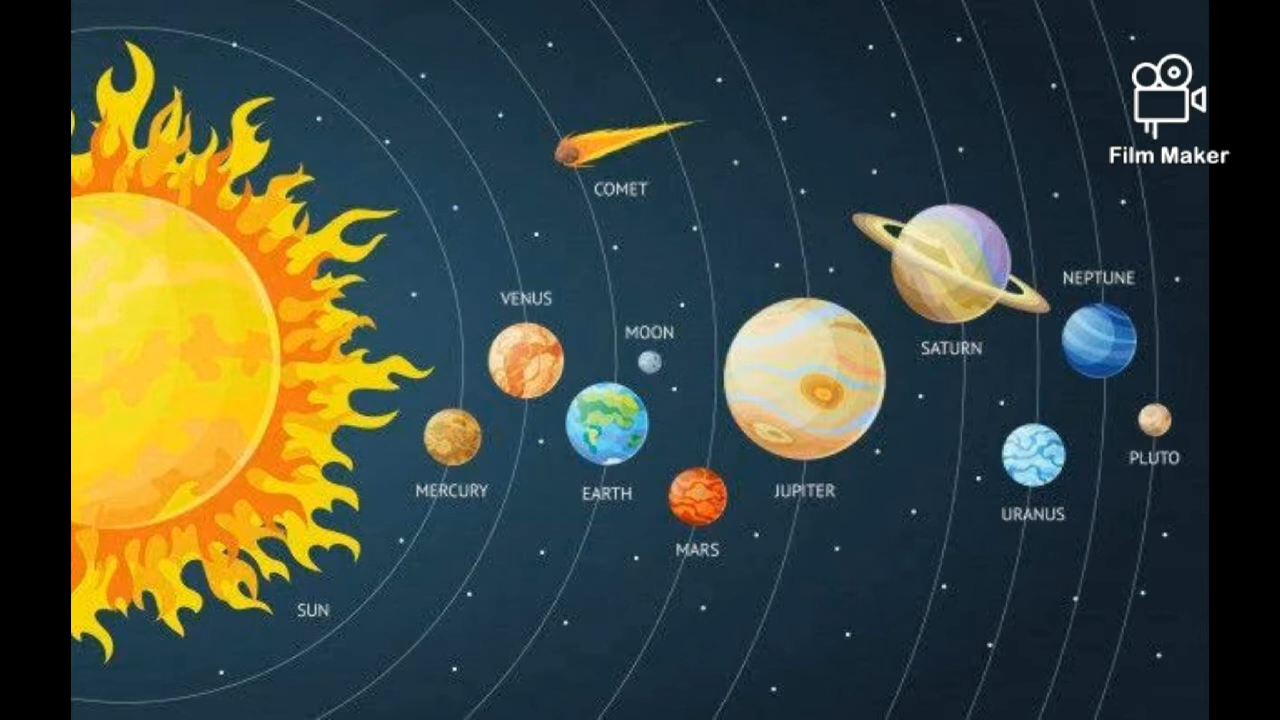 Film Maker
COMET
NEPTUNE
VENUS
MOON
SATURN
PLUTO
MERCURY
EARTH
JUPITER
URANUS
MARS
SUN